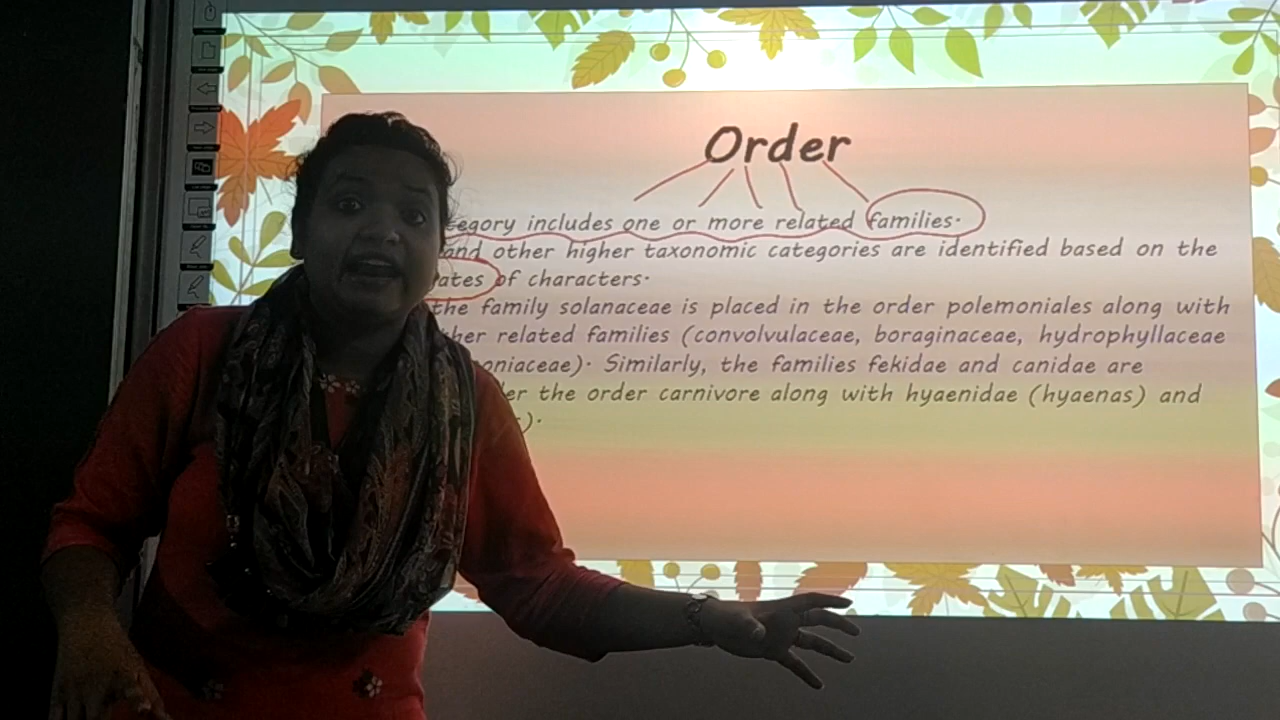 Order
tegory includes one or more related families.
and other higher taxonomic categories are identified based on the
ates of characters.
the family solanaceae is placed in the order polemoniales along with
her related families (convolvulaceae, boraginaceae, hydrophyllaceae
oniaceae). Similarly, the families fekidae and canidae are
er the order carnivore along with hyaenidae (hyaenas) and
).